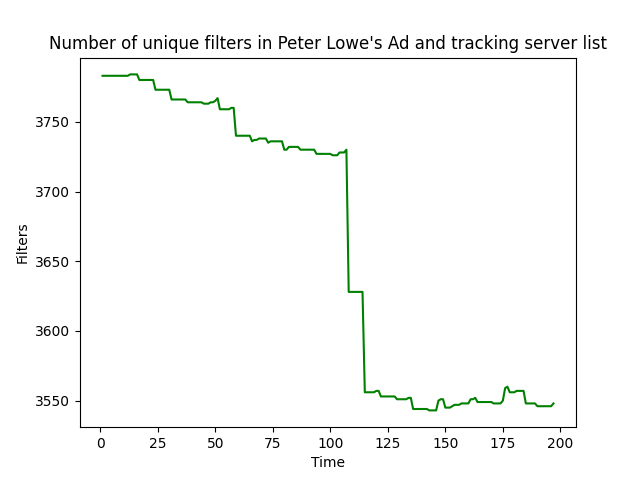 Number of unique filters in Peter Lowe's Ad and tracking server list
3750
3700
3650
3600
3550
Filters
0 25 50 75 100 125 150 175 200
Time